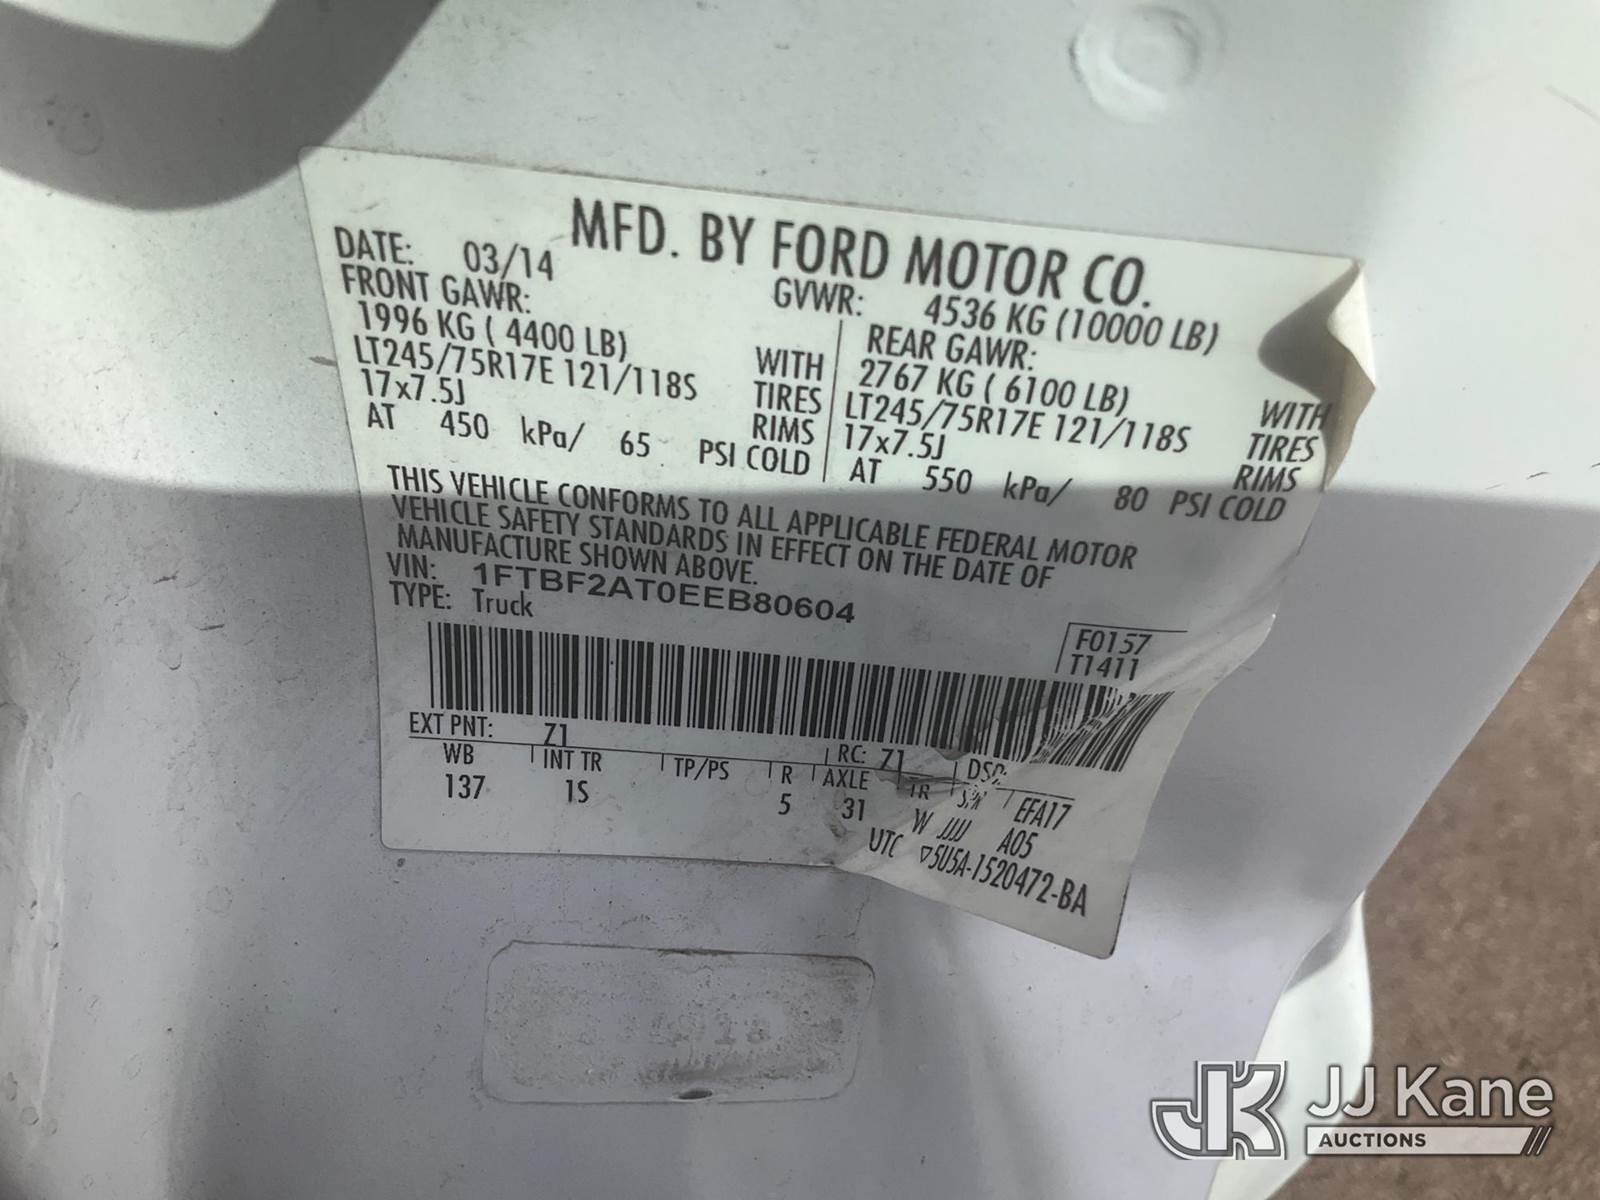 MFD. BY FORD MOTOR CO.
DATE: 03/14 GVWR: 4536 KG (10000 LB)
FRONT GAWR: REAR GAWR:
1996 KG ( 4400 LB) WITH 2767 KG ( 6100 LB) WITH
LT245/75R17E 121/118S TIRES LT245/75R17E 121/118S TIRES
17x7.5J RIMS 17x7.5J RIMS
AT 450 kPa/ 65 PSI COLD AT 550 kPa/ 80 PSI COLD
THIS VEHICLE CONFORMS TO ALL APPLICABLE FEDERAL MOTOR
VEHICLE SAFETY STANDARDS IN EFFECT ON THE DATE OF
MANUFACTURE SHOWN ABOVE.
VIN: 1FTBF2AT0EEB80604
TYPE: Truck
F0157
T1411
EXT PNT: Z1 RC: Z1 DSO:
WB INT TR TP/PS R AXLE TR EFA17
137 1S 5 31 W JJJJ A05
UTC ▽5U5A-1520472-BA
JJ Kane
AUCTIONS